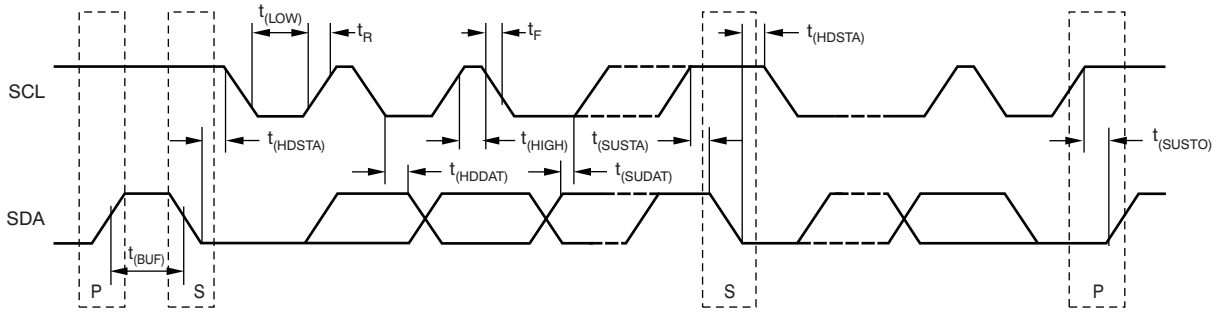 t(LOW)
tR
tF
t(HDSTA)
SCL
t(HDSTA)
t(HIGH)
t(SUSTA)
t(SUSTO)
t(HDDAT)
t(SUDAT)
SDA
t(BUF)
P
S
S
P